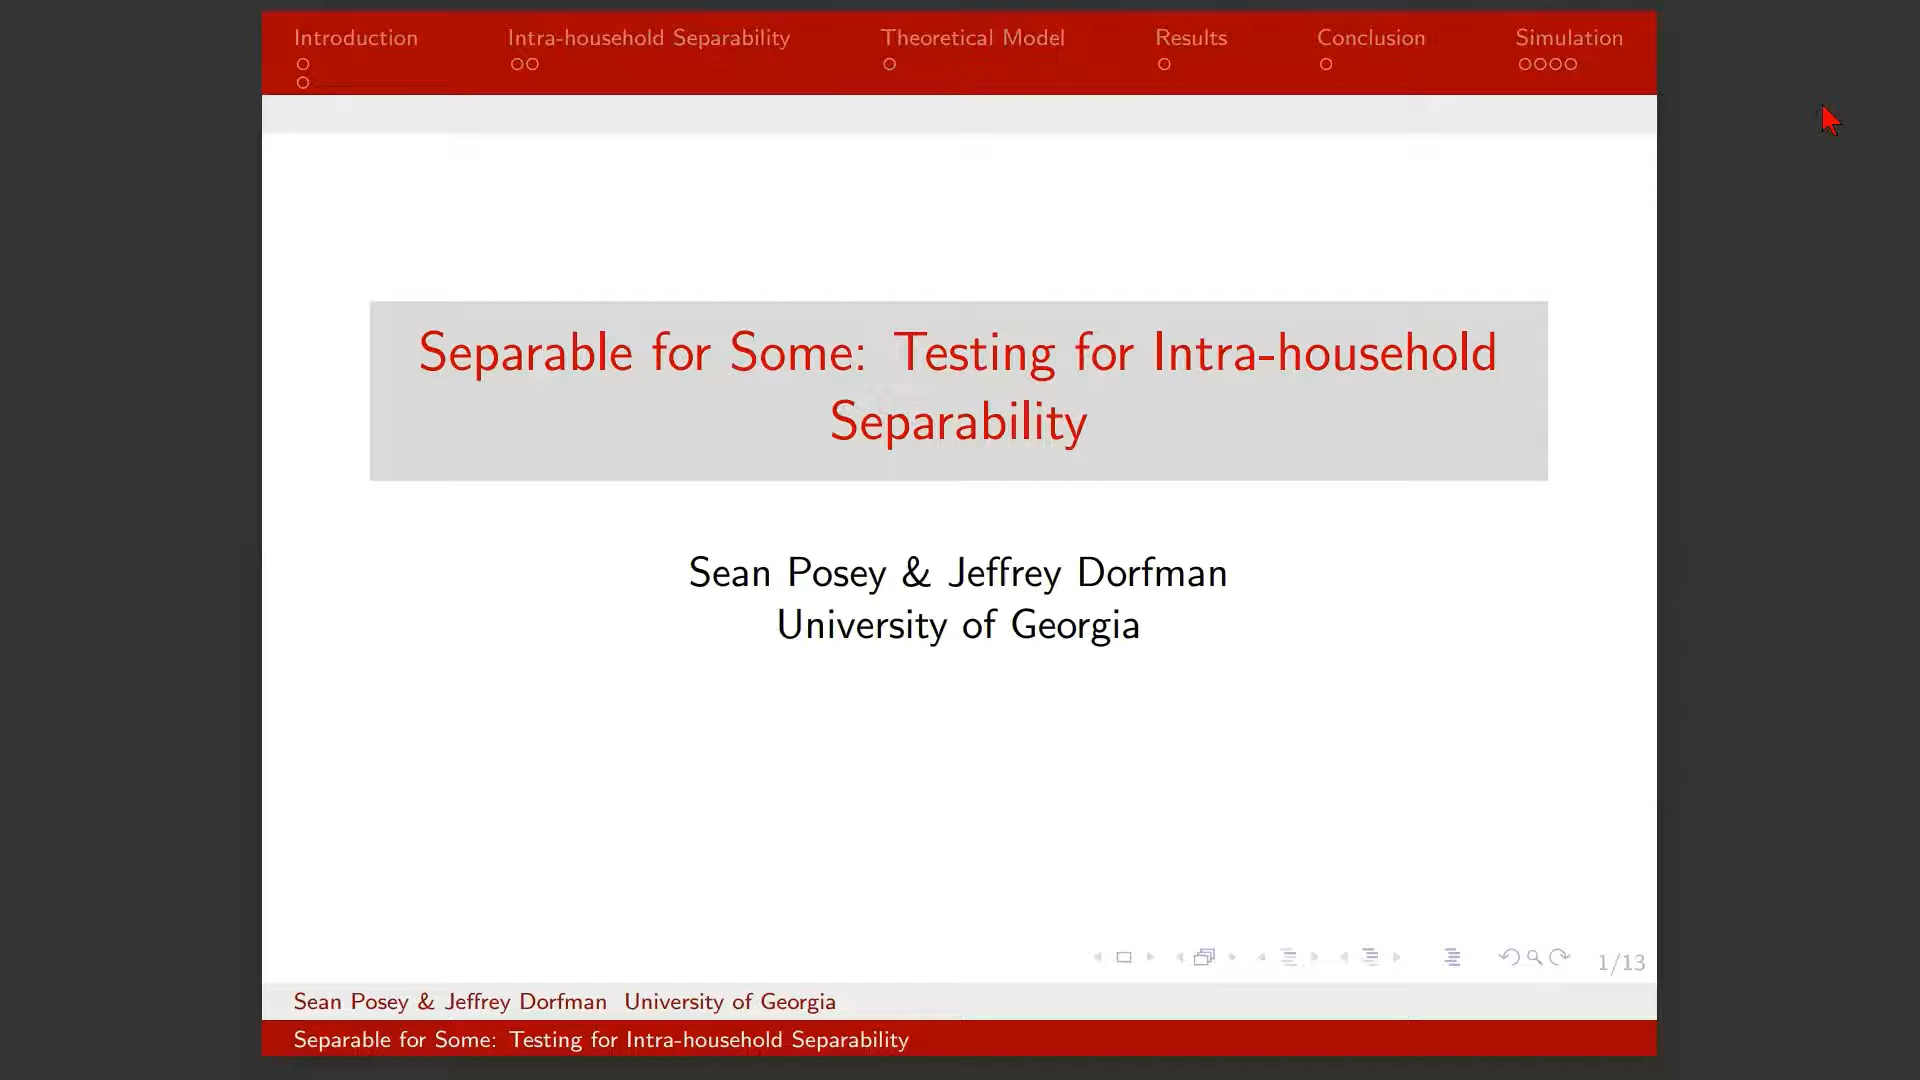 Introduction Intra-household Separability Theoretical Model Results Conclusion Simulation
Separable for Some: Testing for Intra-household
Separability
Sean Posey & Jeffrey Dorfman
University of Georgia
1/13
Sean Posey & Jeffrey Dorfman University of Georgia
Separable for Some: Testing for Intra-household Separability